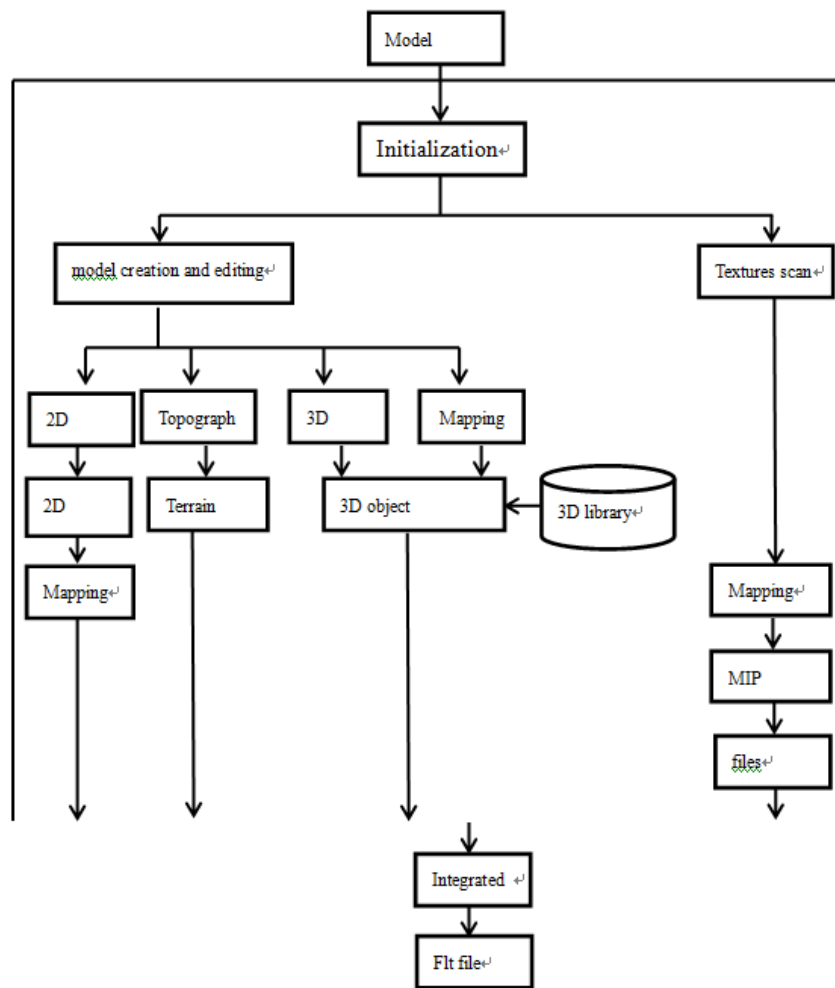 Model
Initialization
model creation and editing
Textures scan
2D
Topograph
3D
Mapping
2D
Terrain
3D object
3D library
Mapping
Mapping
MIP
files
Integrated
Flt file